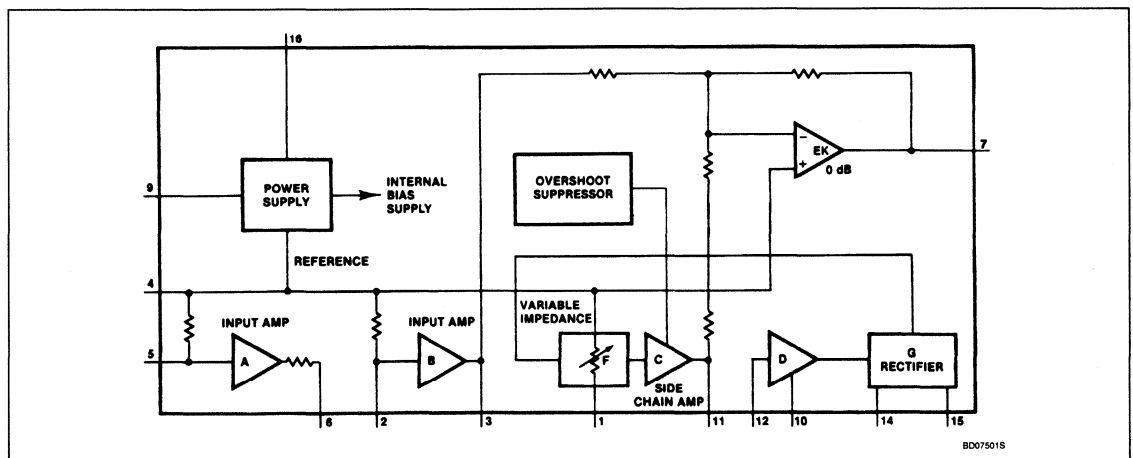 16
7
−
EK
+
0 dB
OVERSHOOT
SUPPRESSOR
9
POWER
SUPPLY
INTERNAL
BIAS
SUPPLY
REFERENCE
4
VARIABLE
IMPEDANCE
INPUT AMP
INPUT AMP
5
A
B
F
C
D
G
RECTIFIER
SIDE
CHAIN AMP
6
2
3
1
11
12
10
14
15
BD07501S